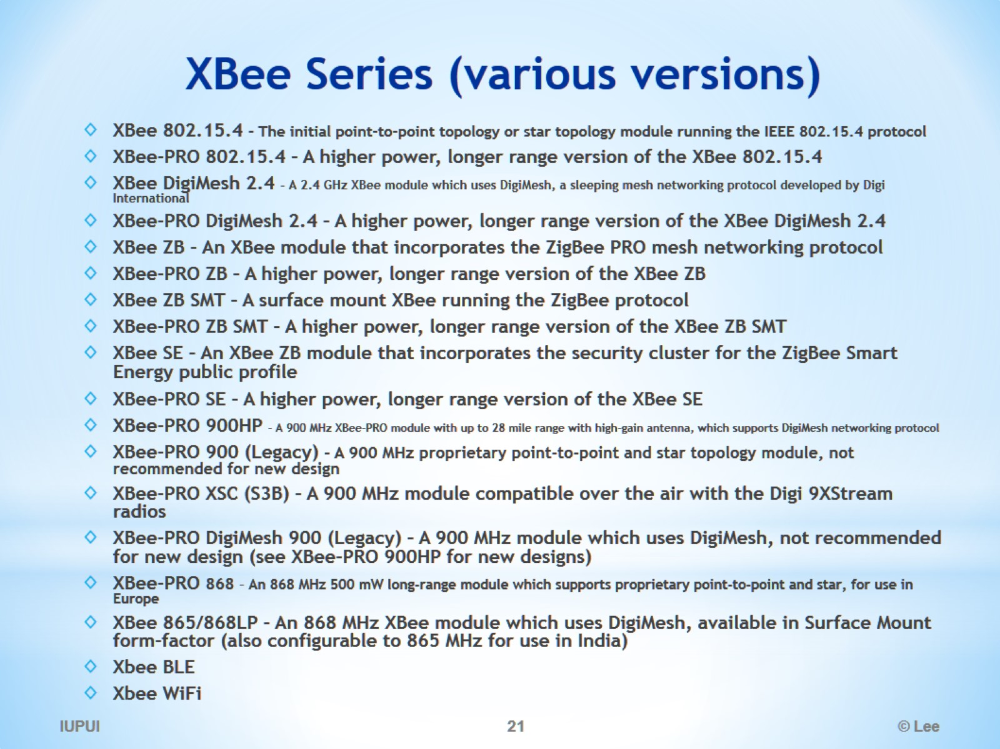 XBee Series (various versions)
XBee 802.15.4 - The initial point-to-point topology or star topology module running the IEEE 802.15.4 protocol
XBee-PRO 802.15.4 – A higher power, longer range version of the XBee 802.15.4
XBee DigiMesh 2.4 – A 2.4 GHz XBee module which uses DigiMesh, a sleeping mesh networking protocol developed by Digi
International
XBee-PRO DigiMesh 2.4 – A higher power, longer range version of the XBee DigiMesh 2.4
XBee ZB – An XBee module that incorporates the ZigBee PRO mesh networking protocol
XBee-PRO ZB – A higher power, longer range version of the XBee ZB
XBee ZB SMT – A surface mount XBee running the ZigBee protocol
XBee-PRO ZB SMT – A higher power, longer range version of the XBee ZB SMT
XBee SE – An XBee ZB module that incorporates the security cluster for the ZigBee Smart
Energy public profile
XBee-PRO SE – A higher power, longer range version of the XBee SE
XBee-PRO 900HP – A 900 MHz XBee-PRO module with up to 28 mile range with high-gain antenna, which supports DigiMesh networking protocol
XBee-PRO 900 (Legacy) – A 900 MHz proprietary point-to-point and star topology module, not
recommended for new design
XBee-PRO XSC (S3B) – A 900 MHz module compatible over the air with the Digi 9XStream
radios
XBee-PRO DigiMesh 900 (Legacy) – A 900 MHz module which uses DigiMesh, not recommended
for new design (see XBee-PRO 900HP for new designs)
XBee-PRO 868 – An 868 MHz 500 mW long-range module which supports proprietary point-to-point and star, for use in
Europe
XBee 865/868LP – An 868 MHz XBee module which uses DigiMesh, available in Surface Mount
form-factor (also configurable to 865 MHz for use in India)
Xbee BLE
Xbee WiFi
IUPUI
21
© Lee